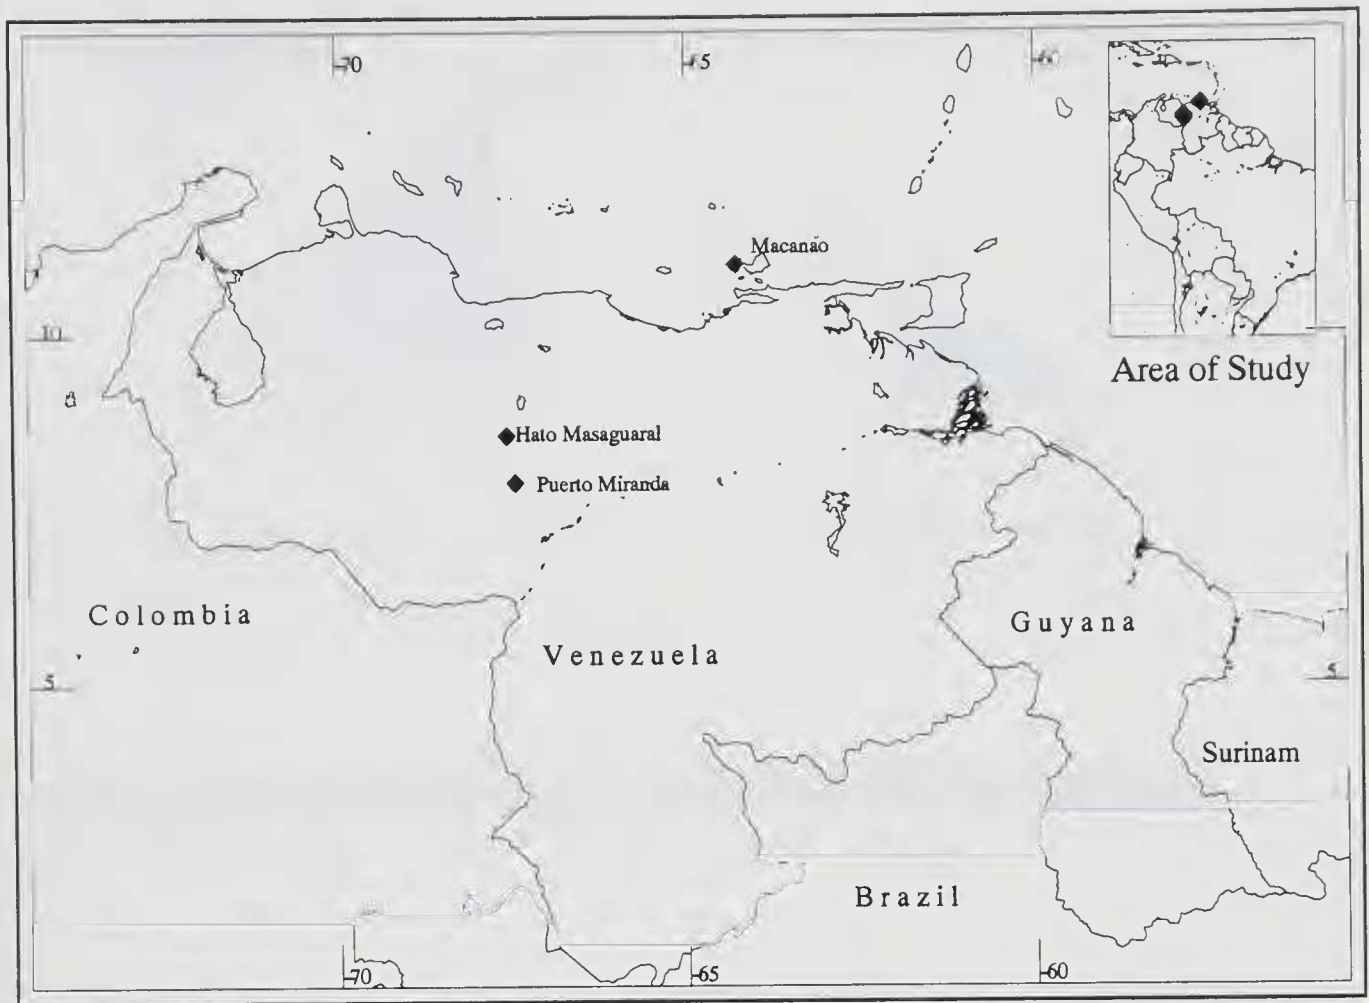 -70
-65
-60
Macanão
10
Area of Study
Hato Masaguaral
Puerto Miranda
Colombia
Guyana
Venezuela
5
5
Surinam
Brazil
-70
-65
-60